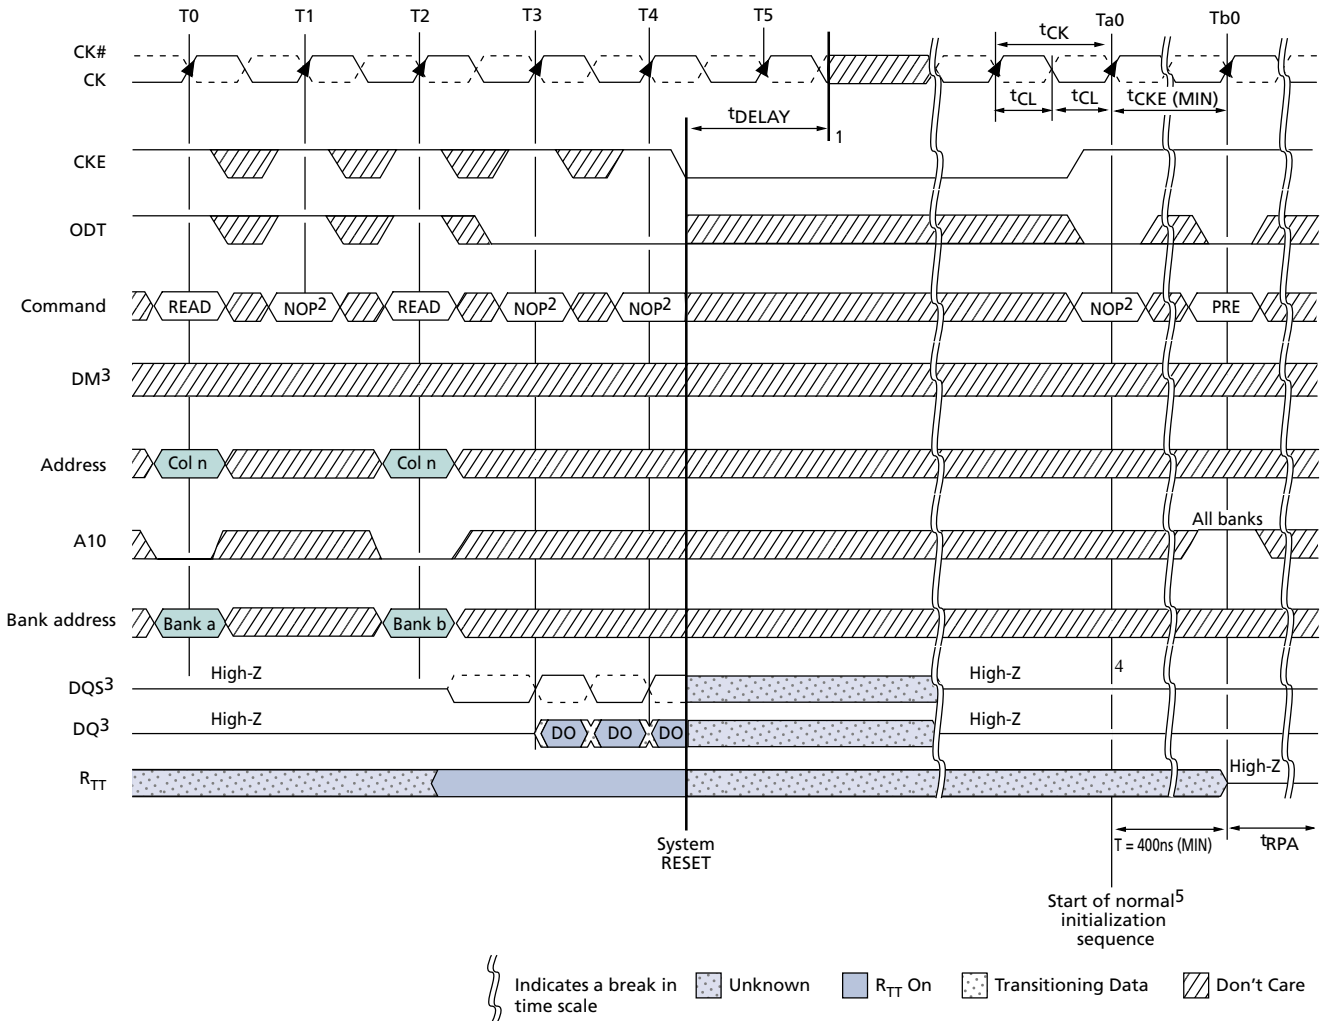 T0 T1 T2 T3 T4 T5 Ta0 Tb0
CK#
CK
tCK
tCL tCL tCKE (MIN)
tDELAY
1
CKE
ODT
Command READ NOP2 READ NOP2 NOP2 NOP2 PRE
DM3
Address Col n Col n
All banks
A10
Bank address Bank a Bank b
High-Z High-Z 4
DQS3
High-Z High-Z
DQ3 DO DO DO
RTT High-Z
System
RESET
T = 400ns (MIN) tRPA
Start of normal5
initialization
sequence
Indicates a break in
time scale
Unknown RTT On Transitioning Data Don't Care